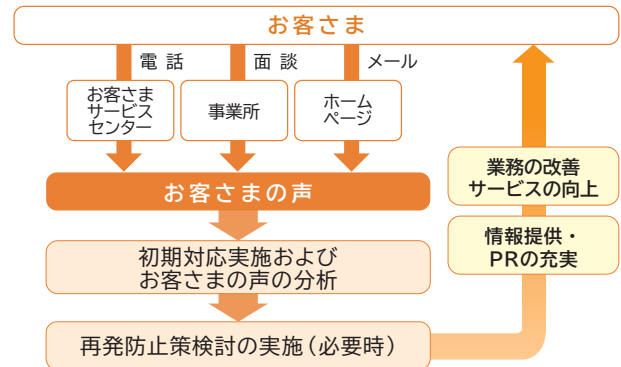 お客さま
電話
面談
メール
お客さま
サービス
センター
事業所
ホーム
ページ
お客さまの声
初期対応実施および
お客さまの声の分析
再発防止策検討の実施(必要時)
業務の改善
サービスの向上
情報提供・
PRの充実